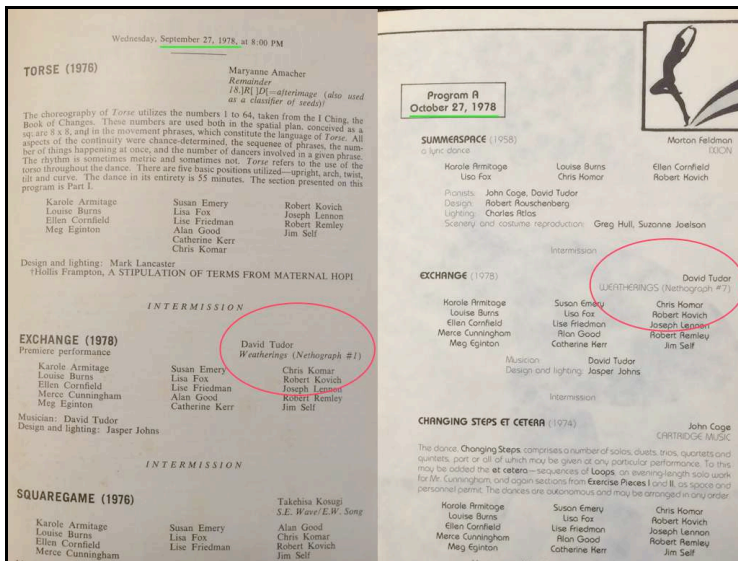 Wednesday, September 27, 1978, at 8:00 PM
TORSE (1976)
Maryanne Amacher
Remainder
18.]R[ ]D[=afterimage (also used
as a classifier of seeds)†
The choreography of Torse utilizes the numbers 1 to 64, taken from the I Ching, the
Book of Changes. These numbers are used both in the spatial plan, conceived as a
sq. are 8 x 8, and in the movement phrases, which constitute the language of Torse. All
aspects of the continuity were chance-determined, the sequence of phrases, the num-
ber of things happening at once, and the number of dancers involved in a given phrase.
The rhythm is sometimes metric and sometimes not. Torse refers to the use of the
torso throughout the dance. There are five basic positions utilized—upright, arch, twist,
tilt and curve. The dance in its entirety is 55 minutes. The section presented on this
program is Part I.
Karole Armitage Susan Emery Robert Kovich
Louise Burns Lisa Fox Joseph Lennon
Ellen Cornfield Lise Friedman Robert Remley
Meg Eginton Alan Good Jim Self
Catherine Kerr
Chris Komar
Design and lighting: Mark Lancaster
†Hollis Frampton, A STIPULATION OF TERMS FROM MATERNAL HOPI
INTERMISSION
EXCHANGE (1978)
Premiere performance
David Tudor
Weatherings (Nethograph #1)
Karole Armitage Susan Emery Chris Komar
Louise Burns Lisa Fox Robert Kovich
Ellen Cornfield Lise Friedman Joseph Lennon
Merce Cunningham Alan Good Robert Remley
Meg Eginton Catherine Kerr Jim Self
Musician: David Tudor
Design and lighting: Jasper Johns
INTERMISSION
SQUAREGAME (1976)
Takehisa Kosugi
S.E. Wave/E.W. Song
Karole Armitage Susan Emery Alan Good
Louise Burns Lisa Fox Chris Komar
Ellen Cornfield Lise Friedman Robert Kovich
Merce Cunningham Jim Self
Program A
October 27, 1978
SUMMERSPACE (1958)
a lyric dance
Morton Feldman
IXION
Karole Armitage Louise Burns Ellen Cornfield
Lisa Fox Chris Komar Robert Kovich
Pianists: John Cage, David Tudor
Design: Robert Rauschenberg
Lighting: Charles Atlas
Scenery and costume reproduction: Greg Hull, Suzanne Joelson
Intermission
EXCHANGE (1978)
David Tudor
WEATHERINGS (Nethograph #7)
Karole Armitage Susan Emery Chris Komar
Louise Burns Lisa Fox Robert Kovich
Ellen Cornfield Lise Friedman Joseph Lennon
Merce Cunningham Alan Good Robert Remley
Meg Eginton Catherine Kerr Jim Self
Musician: David Tudor
Design and lighting: Jasper Johns
Intermission
CHANGING STEPS ET CETERA (1974)
John Cage
CARTRIDGE MUSIC
The dance, Changing Steps, comprises a number of solos, duets, trios, quartets and
quintets, part or all of which may be given at any particular performance. To this
may be added the et cetera—sequences of Loops, an evening-length solo work
for Mr. Cunningham, and again sections from Exercise Pieces I and II, as space and
personnel permit. The dances are autonomous and may be arranged in any order.
Karole Armitage Susan Emery Chris Komar
Louise Burns Lisa Fox Robert Kovich
Ellen Cornfield Lise Friedman Joseph Lennon
Merce Cunningham Alan Good Robert Remley
Meg Eginton Catherine Kerr Jim Self